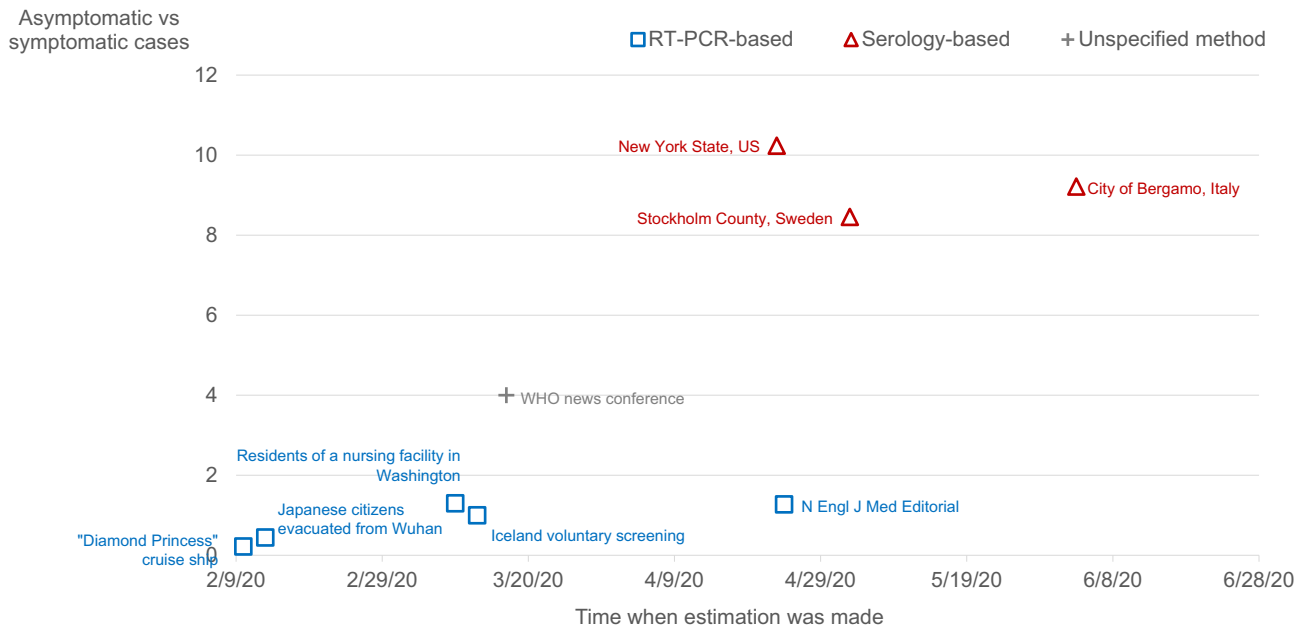 Asymptomatic vs
symptomatic cases
RT-PCR-based
Serology-based
Unspecified method
12
10
8
6
4
2
0
New York State, US
City of Bergamo, Italy
Stockholm County, Sweden
WHO news conference
Residents of a nursing facility in
Washington
Japanese citizens
evacuated from Wuhan
N Engl J Med Editorial
Iceland voluntary screening
"Diamond Princess"
cruise ship
2/9/20
2/29/20
3/20/20
4/9/20
4/29/20
5/19/20
6/8/20
6/28/20
Time when estimation was made